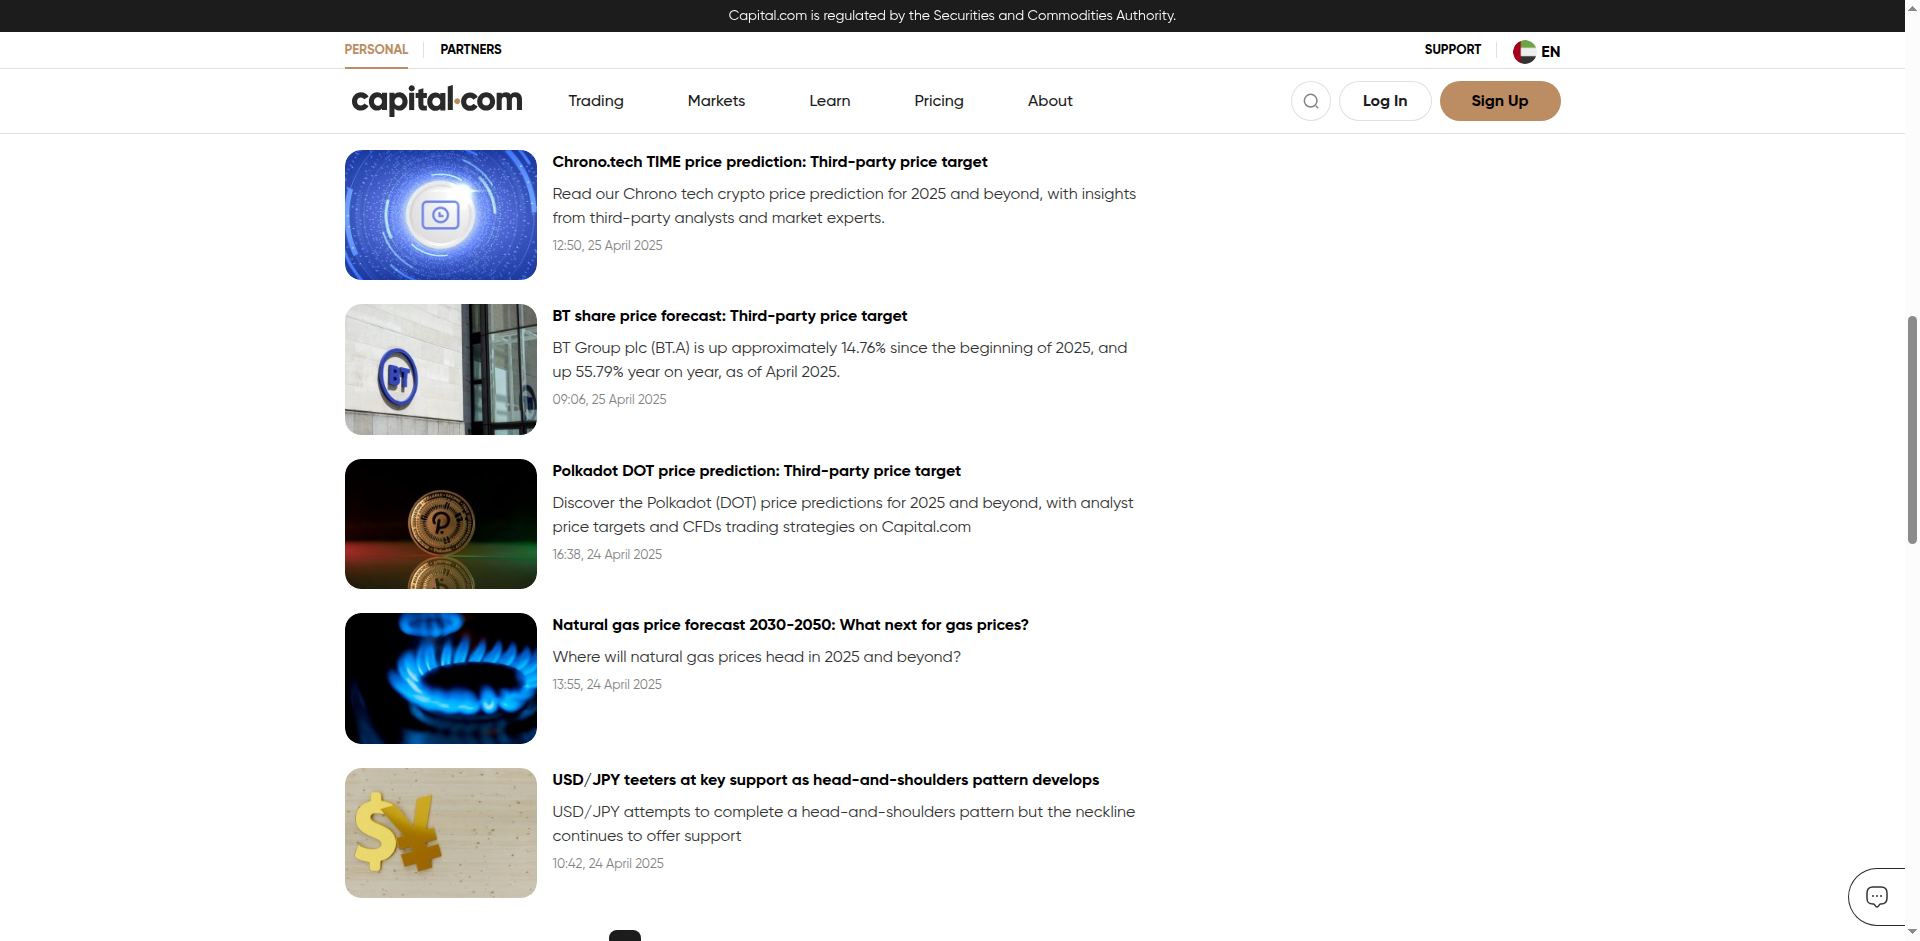 Capital.com is regulated by the Securities and Commodities Authority.
PERSONAL
PARTNERS
SUPPORT
EN
capital.com
Trading
Markets
Learn
Pricing
About
Log In
Sign Up
Chrono.tech TIME price prediction: Third-party price target
Read our Chrono tech crypto price prediction for 2025 and beyond, with insights
from third-party analysts and market experts.
12:50, 25 April 2025
BT
BT share price forecast: Third-party price target
BT Group plc (BT.A) is up approximately 14.76% since the beginning of 2025, and
up 55.79% year on year, as of April 2025.
09:06, 25 April 2025
Polkadot DOT price prediction: Third-party price target
Discover the Polkadot (DOT) price predictions for 2025 and beyond, with analyst
price targets and CFDs trading strategies on Capital.com
16:38, 24 April 2025
Natural gas price forecast 2030-2050: What next for gas prices?
Where will natural gas prices head in 2025 and beyond?
13:55, 24 April 2025
$¥
USD/JPY teeters at key support as head-and-shoulders pattern develops
USD/JPY attempts to complete a head-and-shoulders pattern but the neckline
continues to offer support
10:42, 24 April 2025